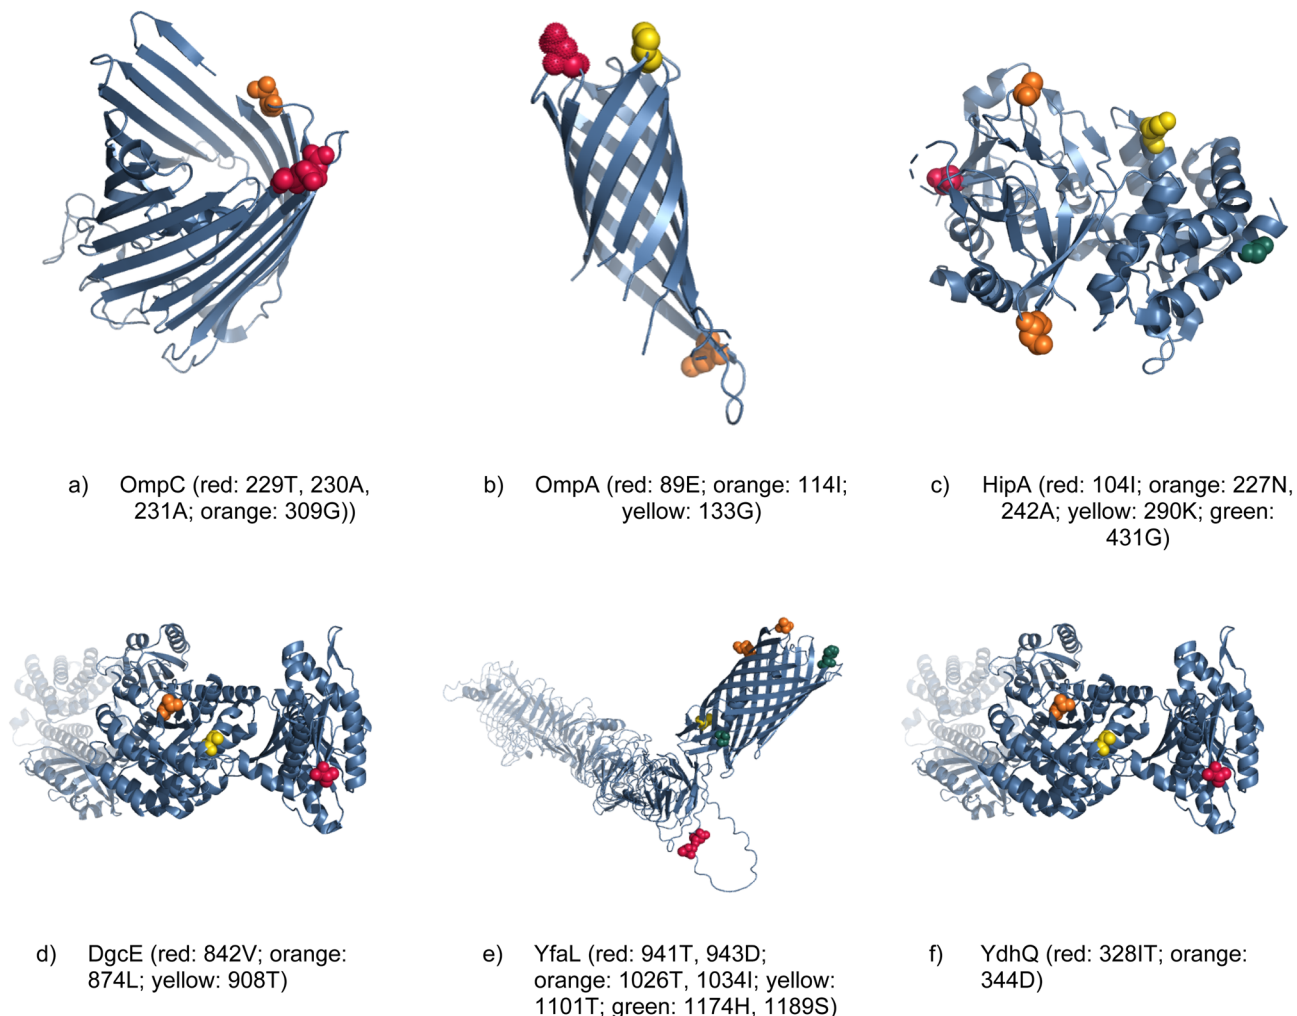 a) OmpC (red: 229T, 230A,
231A; orange: 309G))
b) OmpA (red: 89E; orange: 114I;
yellow: 133G)
c) HipA (red: 104I; orange: 227N,
242A; yellow: 290K; green:
431G)
d) DgcE (red: 842V; orange:
874L; yellow: 908T)
e) YfaL (red: 941T, 943D;
orange: 1026T, 1034I; yellow:
1101T; green: 1174H, 1189S)
f) YdhQ (red: 328IT; orange:
344D)